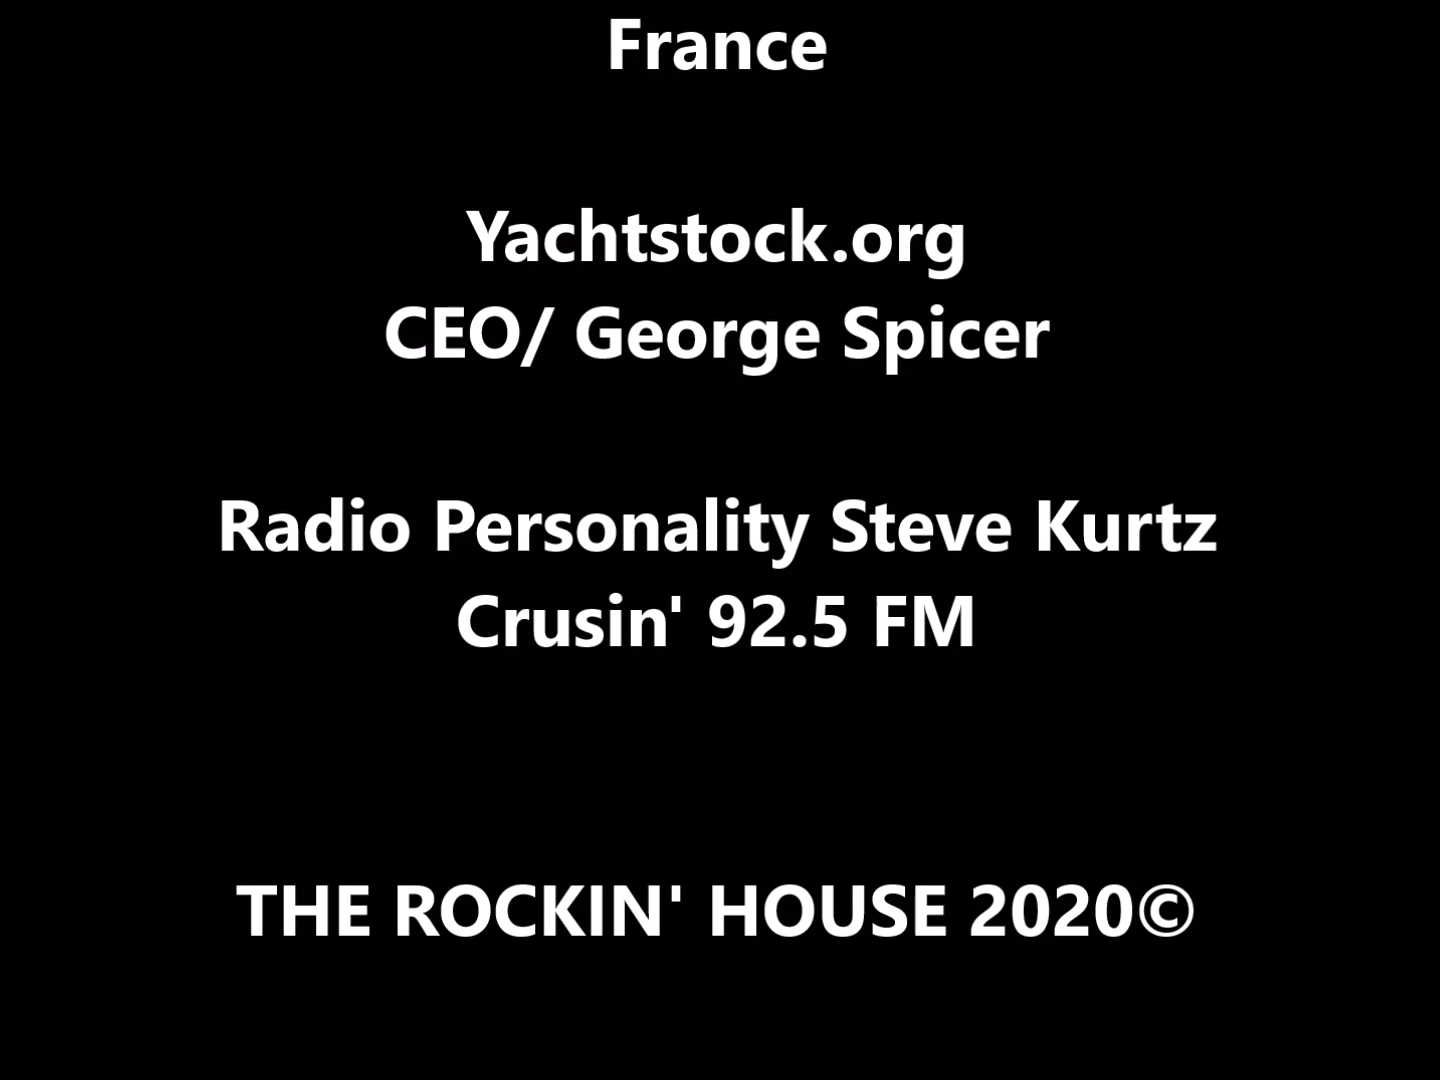 France
Yachtstock.org
CEO/ George Spicer
Radio Personality Steve Kurtz
Crusin' 92.5 FM
THE ROCKIN' HOUSE 2020©